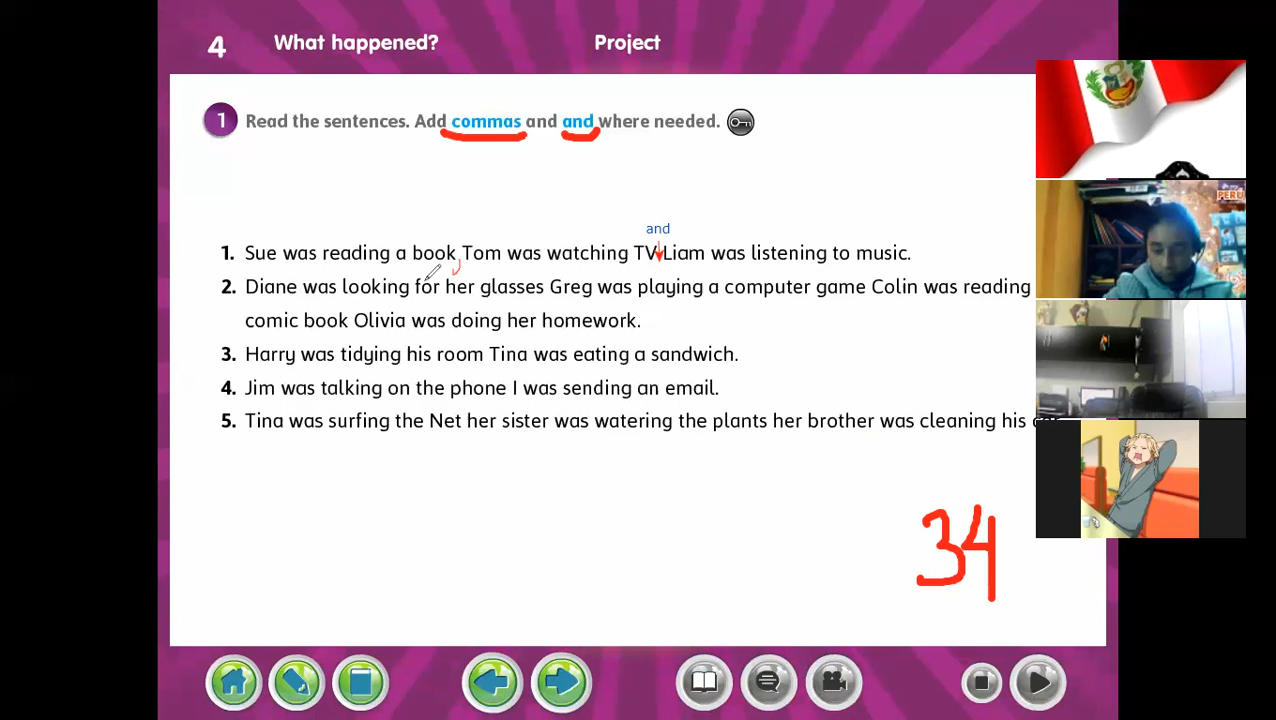 4 What happened? Project
1 Read the sentences. Add commas and and where needed.
and
1. Sue was reading a book, Tom was watching TV Liam was listening to music.
2. Diane was looking for her glasses Greg was playing a computer game Colin was reading
comic book Olivia was doing her homework.
3. Harry was tidying his room Tina was eating a sandwich.
4. Jim was talking on the phone I was sending an email.
5. Tina was surfing the Net her sister was watering the plants her brother was cleaning his
34
PERÚ